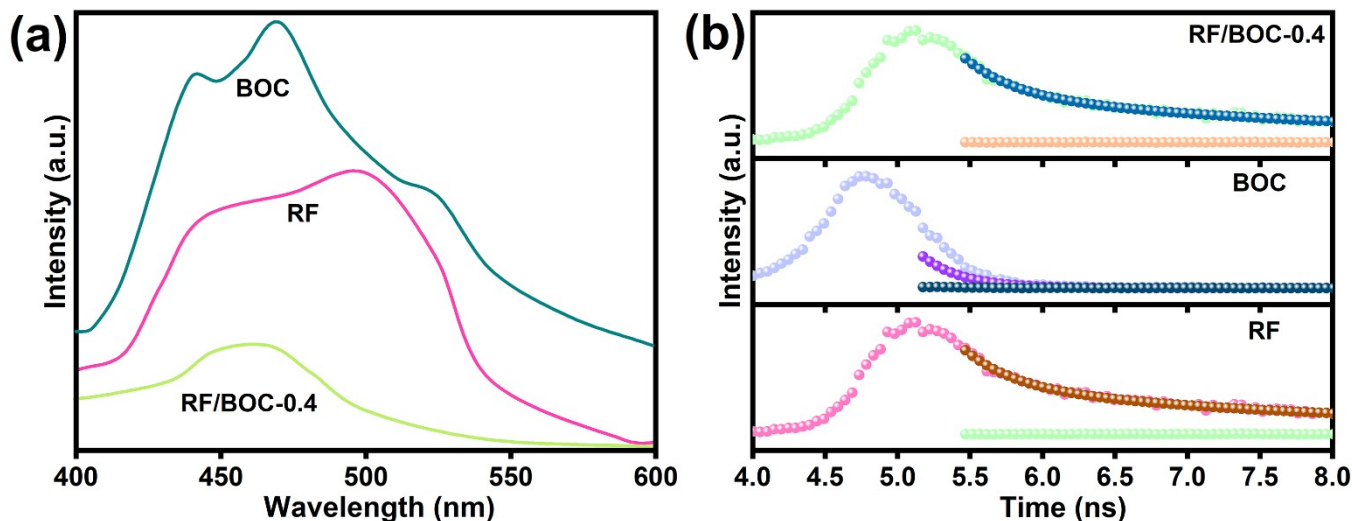 (a)
BOC
RF
RF/BOC-0.4
Intensity (a.u.)
400 450 500 550 600
Wavelength (nm)
(b)
RF/BOC-0.4
BOC
RF
Intensity (a.u.)
4.0 4.5 5.0 5.5 6.0 6.5 7.0 7.5 8.0
Time (ns)